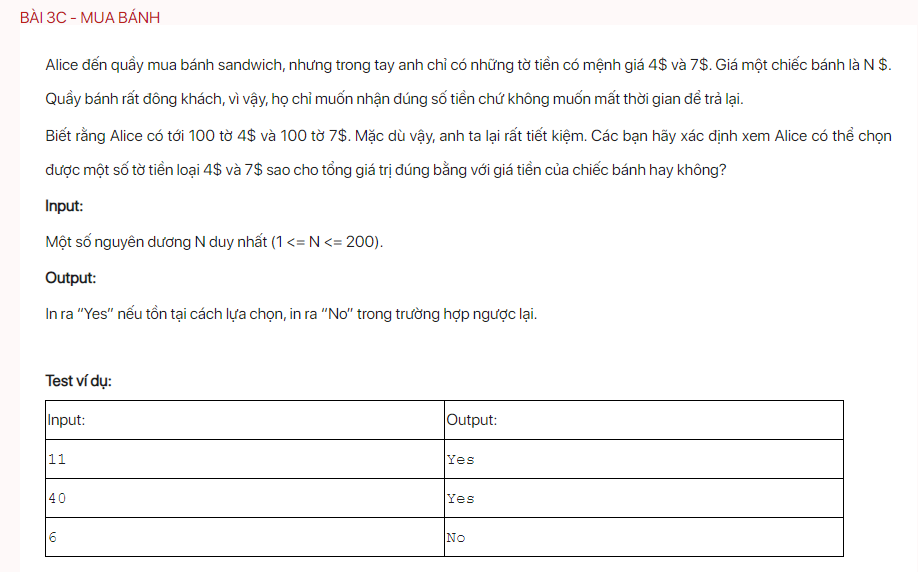 BÀI 3C - MUA BÁNH
Alice đến quầy mua bánh sandwich, nhưng trong tay anh chỉ có những tờ tiền có mệnh giá 4$ và 7$. Giá một chiếc bánh là N $.
Quầy bánh rất đông khách, vì vậy, họ chỉ muốn nhận đúng số tiền chứ không muốn mất thời gian để trả lại.
Biết rằng Alice có tới 100 tờ 4$ và 100 tờ 7$. Mặc dù vậy, anh ta lại rất tiết kiệm. Các bạn hãy xác định xem Alice có thể chọn
được một số tờ tiền loại 4$ và 7$ sao cho tổng giá trị đúng bằng với giá tiền của chiếc bánh hay không?
Input:
Một số nguyên dương N duy nhất (1 <= N <= 200).
Output:
In ra "Yes" nếu tồn tại cách lựa chọn, in ra "No" trong trường hợp ngược lại.
Test ví dụ:
Input: Output:
11 Yes
40 Yes
6 No